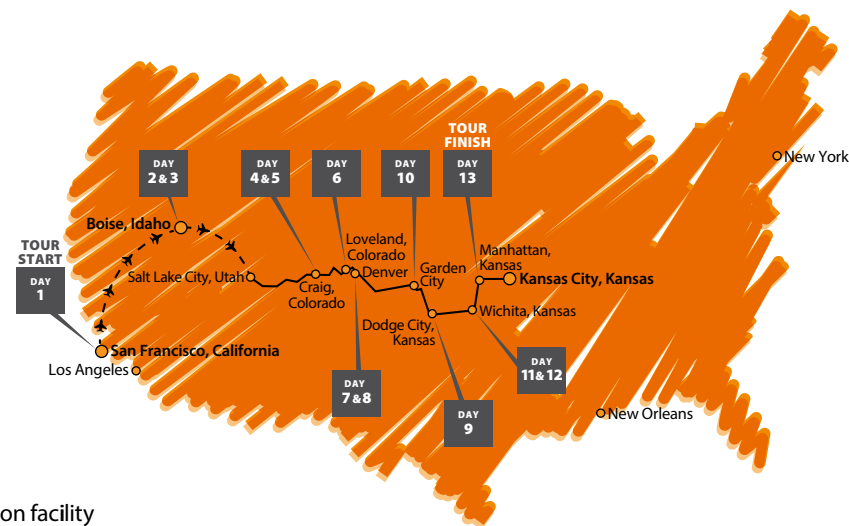 TOUR
FINISH
DAY
2 & 3
DAY
4 & 5
DAY
6
DAY
10
DAY
13
New York
Boise, Idaho
TOUR
START
DAY
1
Salt Lake City, Utah
Craig,
Colorado
Loveland,
Colorado
Denver
Garden
City
Manhattan,
Kansas
Kansas City, Kansas
Dodge City,
Kansas
Wichita, Kansas
San Francisco, California
Los Angeles
DAY
7 & 8
DAY
9
DAY
11 & 12
New Orleans
on facility